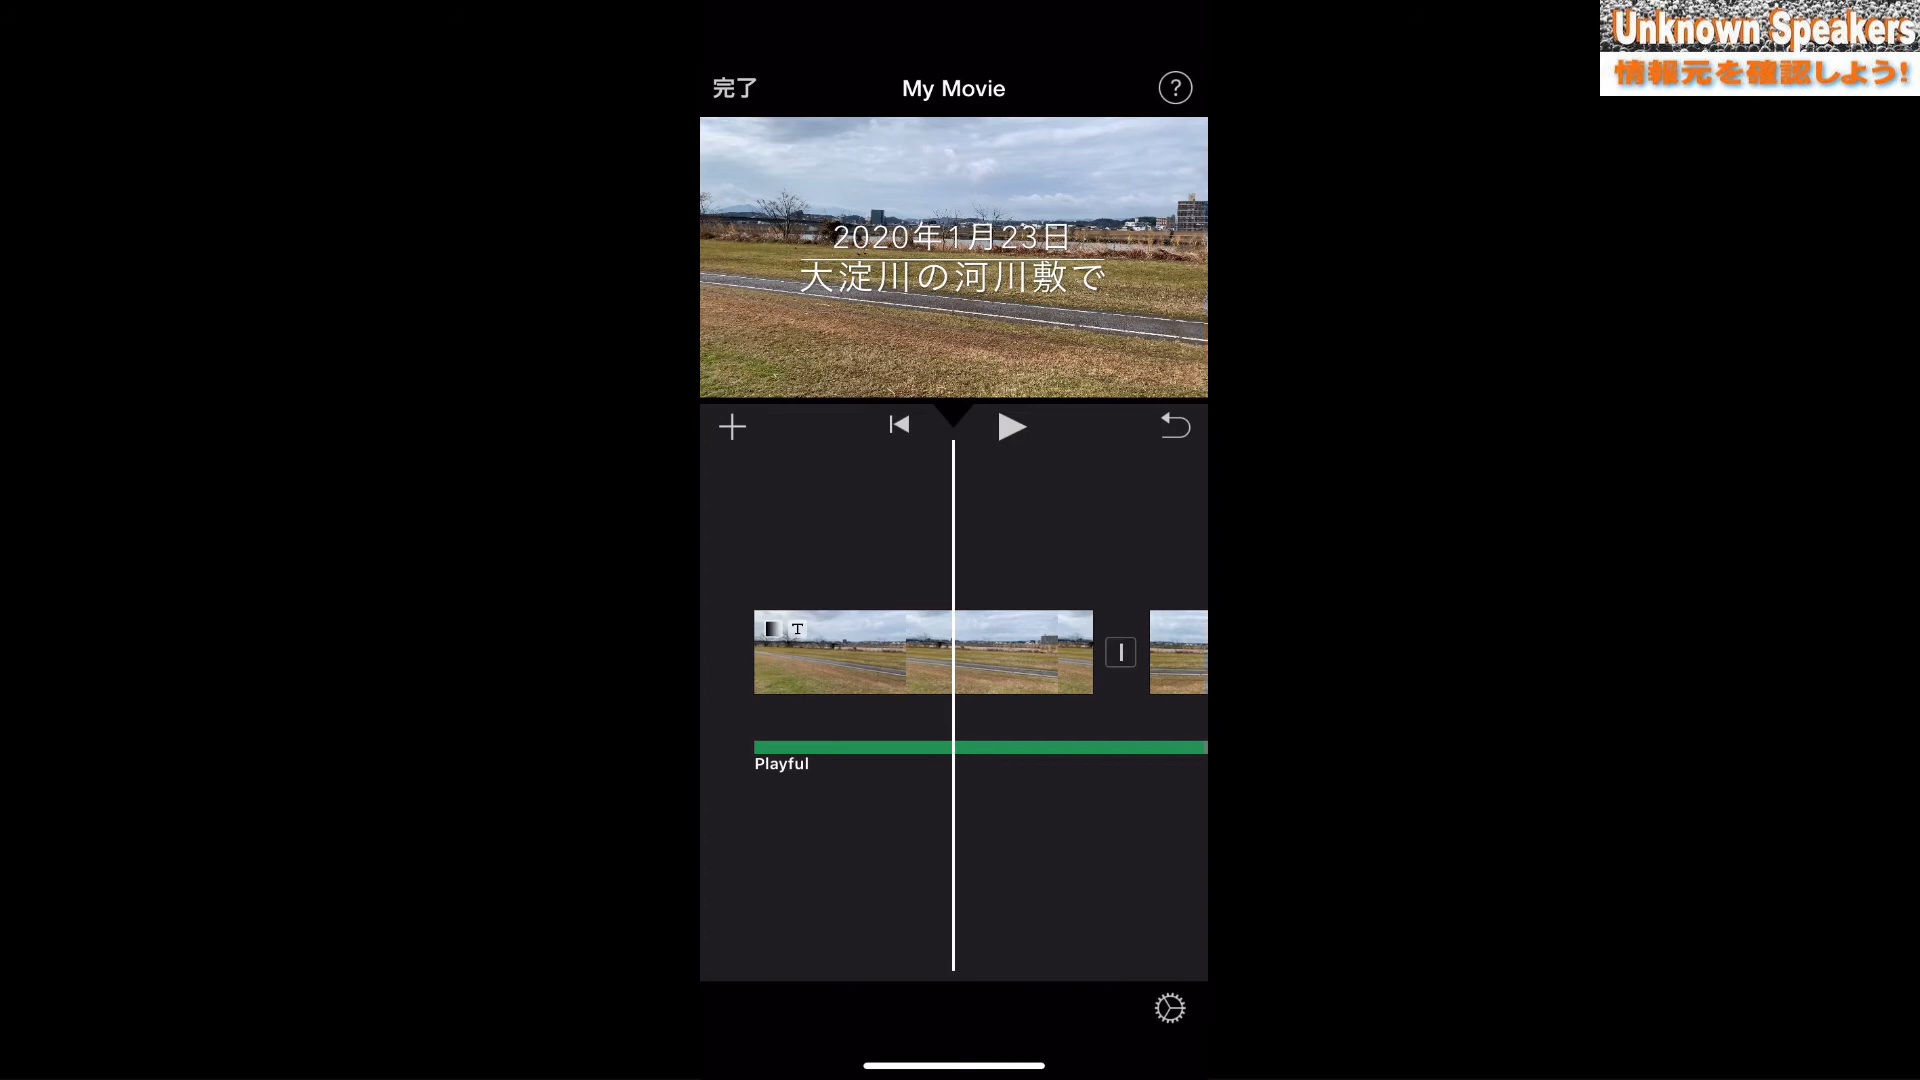 Unknown Speakers
情報元を確認しよう!
完了
My Movie
?
2020年1月23日
大淀川の河川敷で
T
Playful